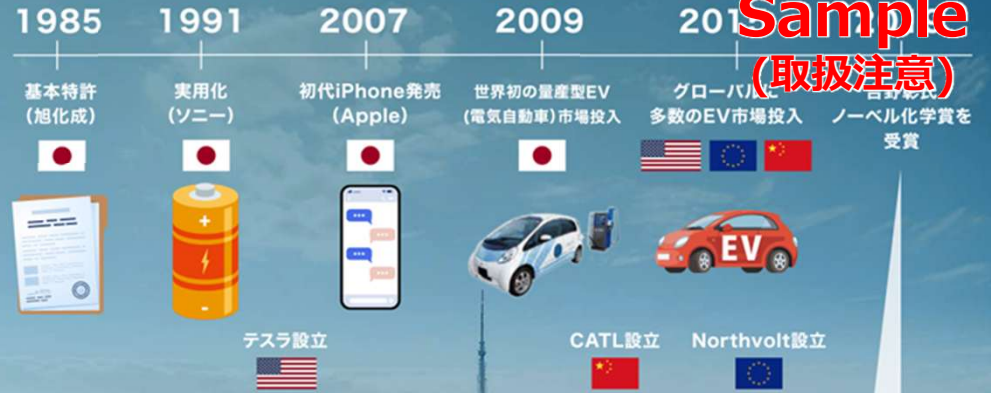 1985
1991
2007
2009
Sample
(取扱注意)
基本特許
(旭化成)
実用化
(ソニー)
初代iPhone発売
(Apple)
世界初の量産型EV
(電気自動車)市場投入
グローバルに
多数のEV市場投入
ノーベル化学賞を
受賞
EV
テスラ設立
CATL設立
Northvolt設立